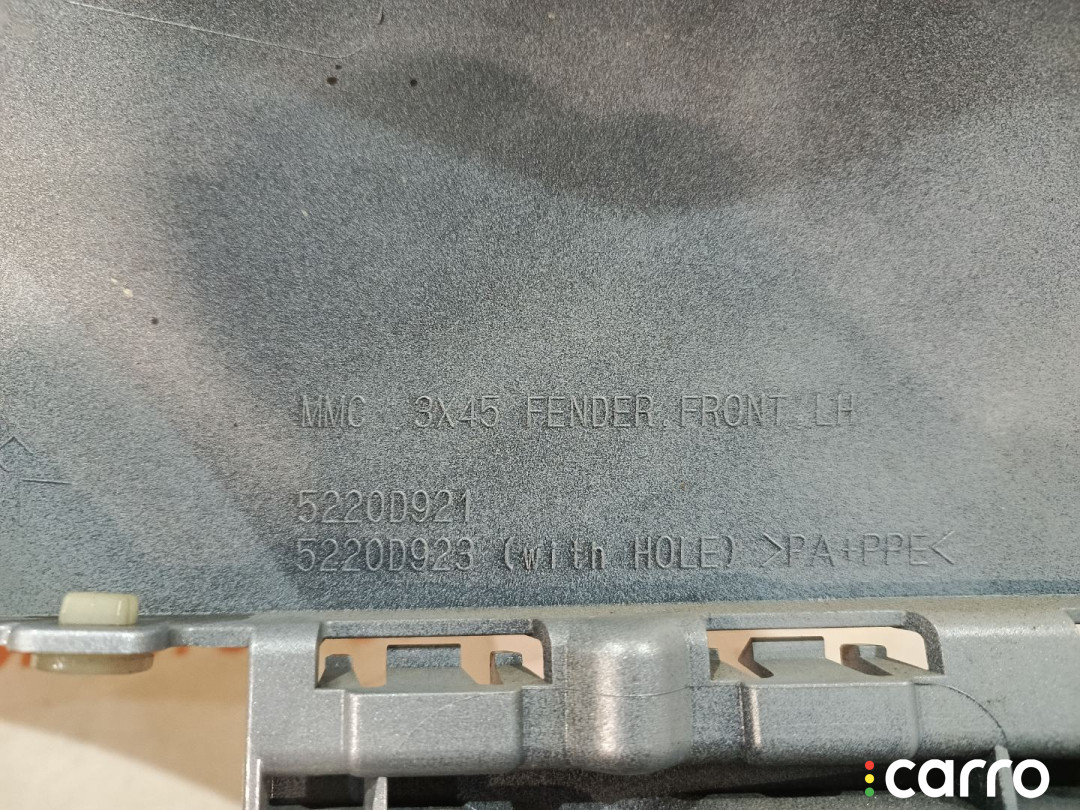 MMC 3X45 FENDER,FRONT LH
5220D921
5220D923 (with HOLE) >PA+PPE<
carro